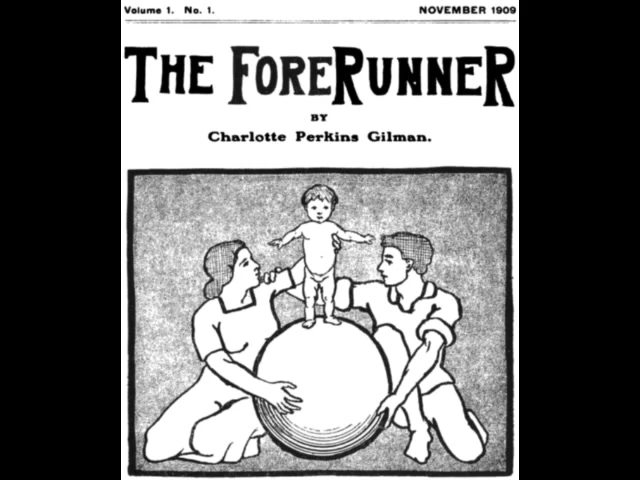 Volume 1. No. 1. NOVEMBER 1909
THE FORERUNNER
BY
Charlotte Perkins Gilman.